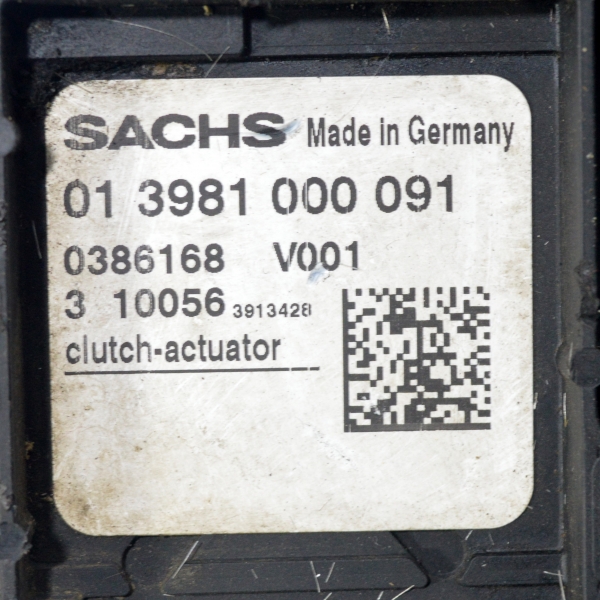 SACHS Made in Germany
01 3981 000 091
0386168 V001
3 10056 3913428
clutch-actuator